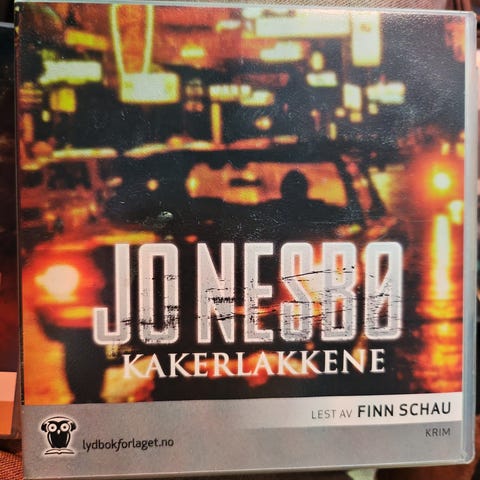 JO NESBØ
KAKERLAKKENE
LEST AV FINN SCHAU
KRIM
lydbokforlaget.no